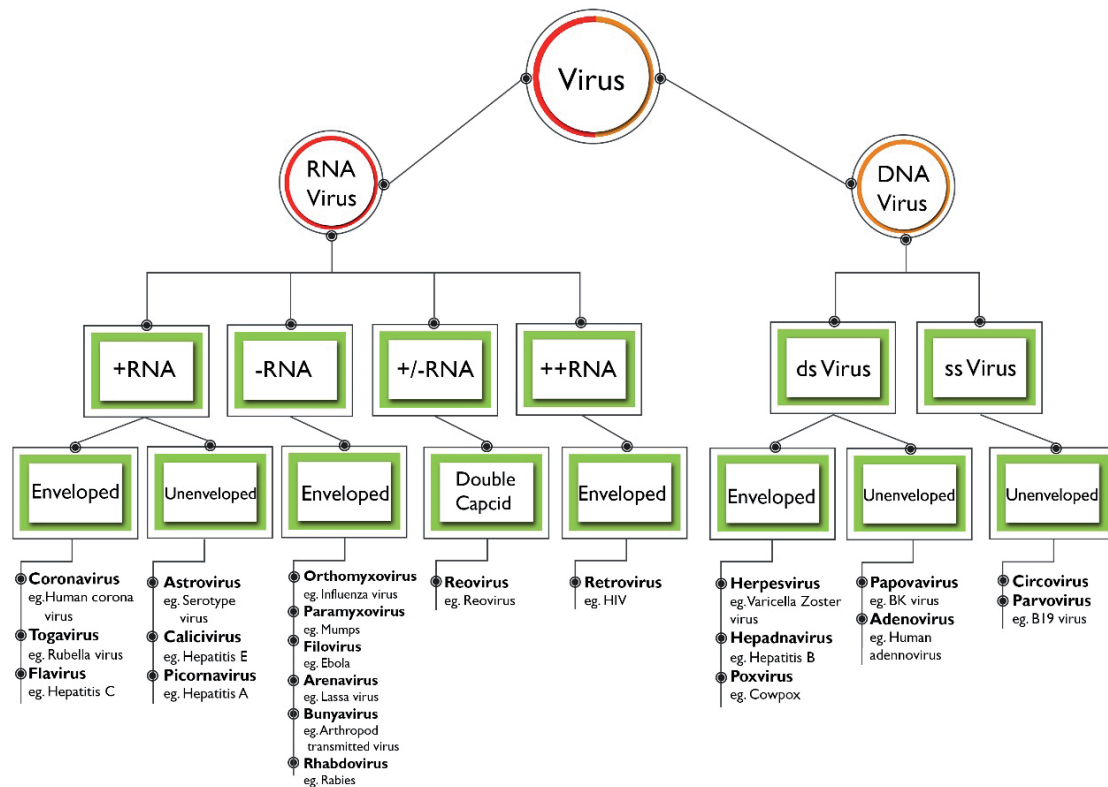 Virus
RNA
Virus
DNA
Virus
+RNA
-RNA
+/-RNA
++RNA
ds Virus
ss Virus
Enveloped
Unenveloped
Enveloped
Double
Capcid
Enveloped
Enveloped
Unenveloped
Unenveloped
Coronavirus
eg.Human corona
virus
Togavirus
eg. Rubella virus
Flavirus
eg. Hepatitis C
Astrovirus
eg. Serotype
virus
Calicivirus
eg. Hepatitis E
Picornavirus
eg. Hepatitis A
Orthomyxovirus
eg. Influenza virus
Paramyxovirus
eg. Mumps
Filovirus
eg. Ebola
Arenavirus
eg. Lassa virus
Bunyavirus
eg. Arthropod
transmitted virus
Rhabdovirus
eg. Rabies
Reovirus
eg. Reovirus
Retrovirus
eg. HIV
Herpesvirus
eg. Varicella Zoster
virus
Hepadnavirus
eg. Hepatitis B
Poxvirus
eg. Cowpox
Papovavirus
eg. BK virus
Adenovirus
eg. Human
adennovirus
Circovirus
Parvovirus
eg. B19 virus